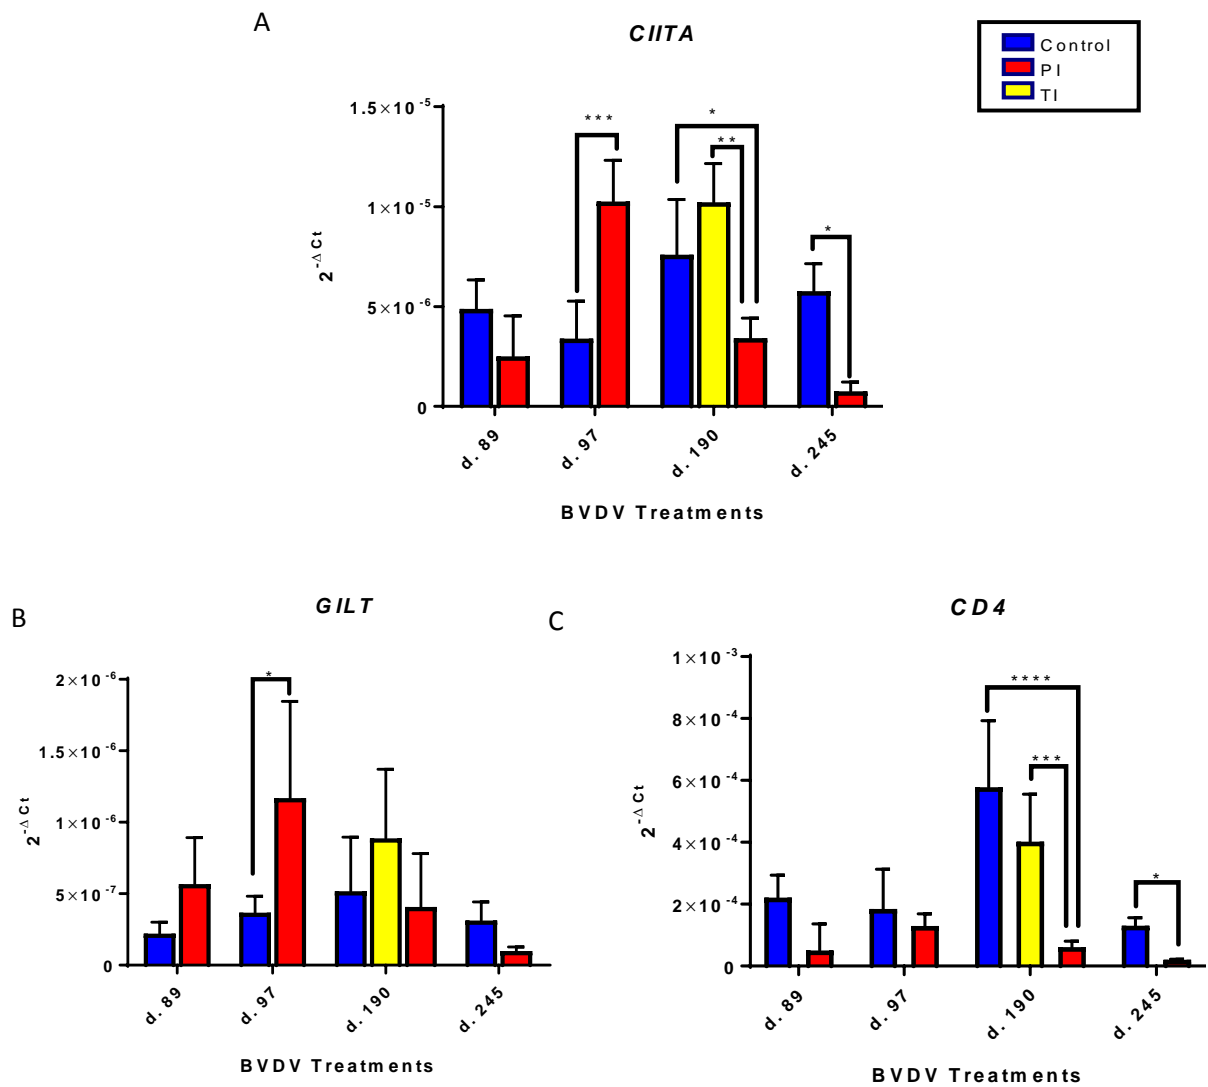 A
CIITA
Control
PI
TI
1.5×10⁻⁵
1×10⁻⁵
5×10⁻⁶
0
2⁻ΔCt
***
*
**
*
d. 89
d. 97
d. 190
d. 245
BVDV Treatments
B
GILT
2×10⁻⁶
1.5×10⁻⁶
1×10⁻⁶
5×10⁻⁷
0
2⁻ΔCt
*
d. 89
d. 97
d. 190
d. 245
BVDV Treatments
C
CD4
1×10⁻³
8×10⁻⁴
6×10⁻⁴
4×10⁻⁴
2×10⁻⁴
0
2⁻ΔCt
****
***
*
d. 89
d. 97
d. 190
d. 245
BVDV Treatments